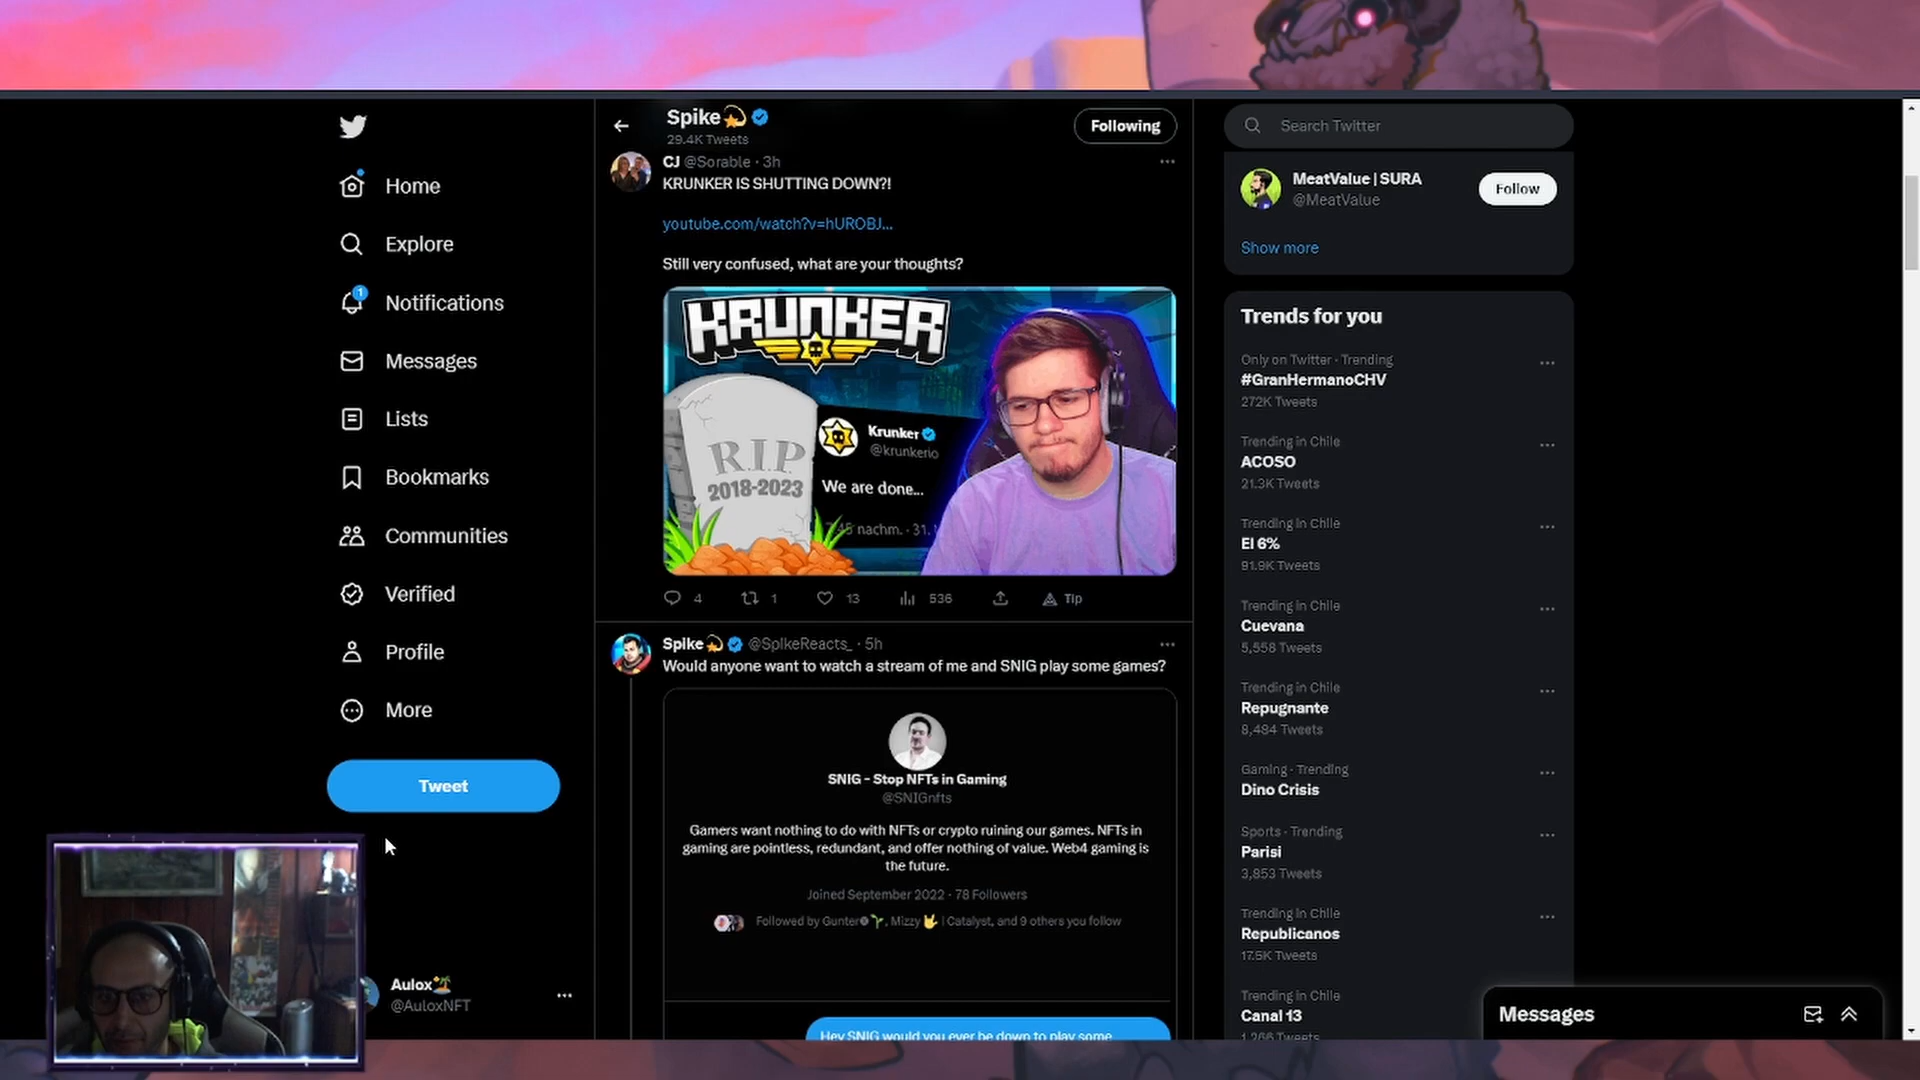 Home
Explore
1
Notifications
Messages
Lists
Bookmarks
Communities
Verified
Profile
More
Tweet
Aulox🏝️
@AuloxNFT
Spike💫
29.4K Tweets
Following
CJ @Sorable · 3h
KRUNKER IS SHUTTING DOWN?!
youtube.com/watch?v=hUROBJ...
Still very confused, what are your thoughts?
KRUNKER
R.I.P
2018-2023
Krunker
@krunkerio
We are done...
45 nachm. · 31.
4
1
13
536
Tip
Spike💫 @SpikeReacts_ · 5h
Would anyone want to watch a stream of me and SNIG play some games?
SNIG - Stop NFTs in Gaming
@SNIGnfts
Gamers want nothing to do with NFTs or crypto ruining our games. NFTs in
gaming are pointless, redundant, and offer nothing of value. Web4 gaming is
the future.
Joined September 2022 · 78 Followers
Followed by Gunter🌱, Mizzy🤟 | Catalyst, and 9 others you follow
Hey SNIG would you ever be down to play some
Search Twitter
MeatValue | SURA
@MeatValue
Follow
Show more
Trends for you
Only on Twitter · Trending
#GranHermanoCHV
272K Tweets
Trending in Chile
ACOSO
21.3K Tweets
Trending in Chile
El 6%
91.9K Tweets
Trending in Chile
Cuevana
5,558 Tweets
Trending in Chile
Repugnante
8,484 Tweets
Gaming · Trending
Dino Crisis
Sports · Trending
Parisi
3,853 Tweets
Trending in Chile
Republicanos
17.5K Tweets
Trending in Chile
Canal 13
1,266 Tweets
Messages